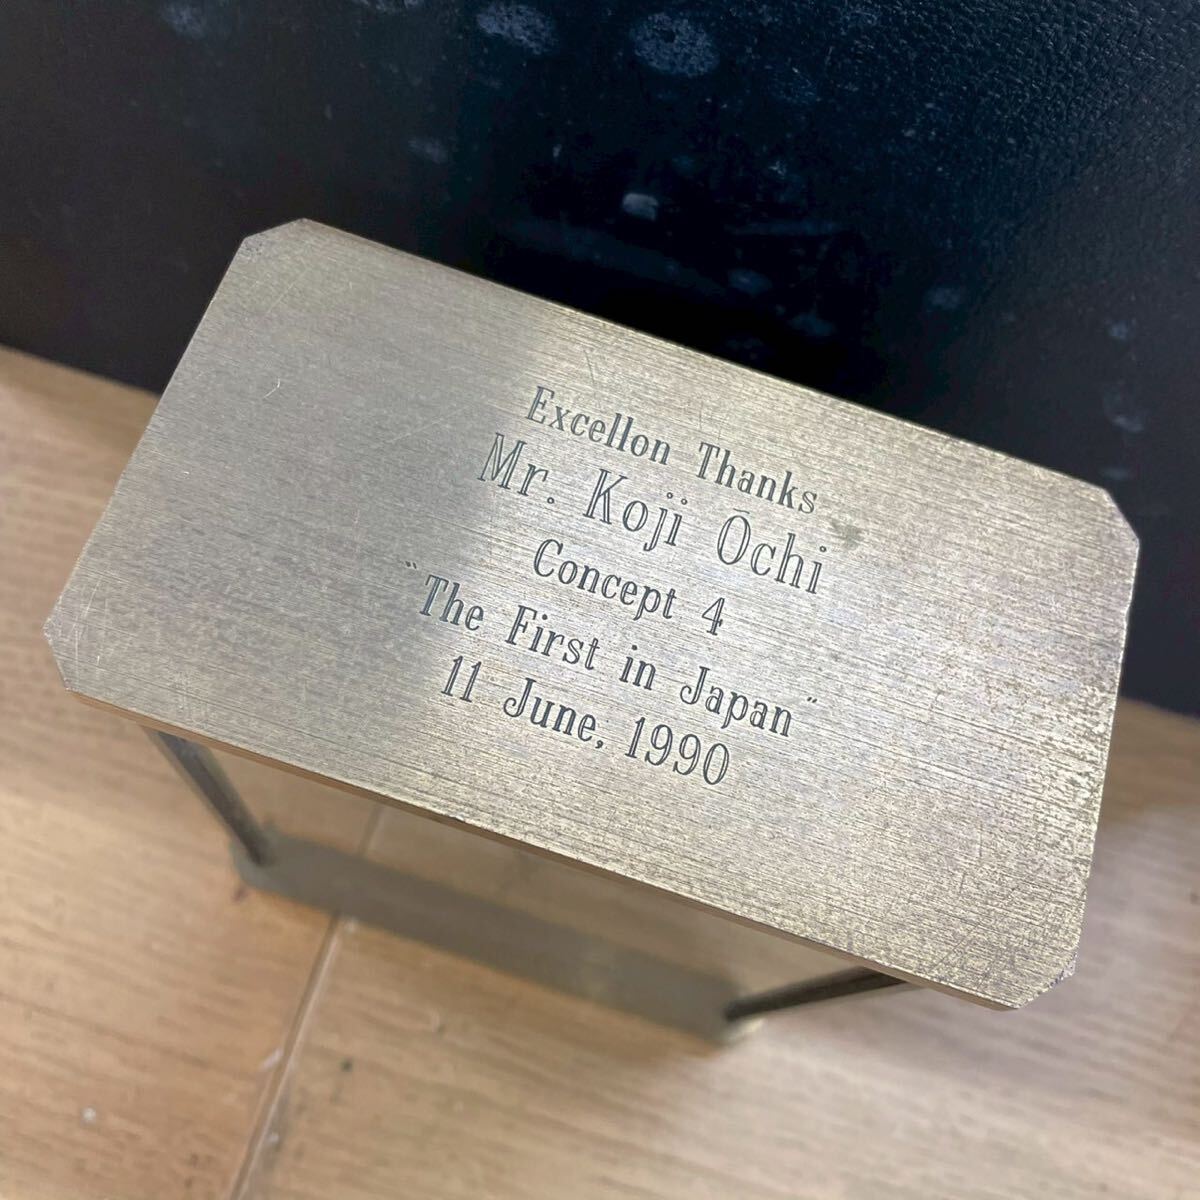 Excellon Thanks
Mr. Koji Ochi
Concept 4
"The First in Japan"
11 June, 1990